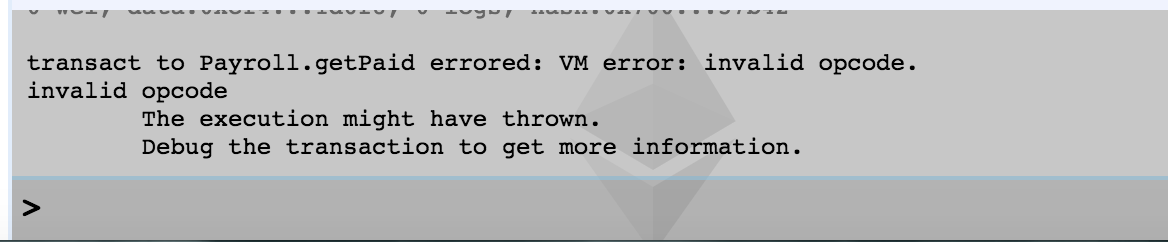 transact to Payroll.getPaid errored: VM error: invalid opcode.
invalid opcode
The execution might have thrown.
Debug the transaction to get more information.
>